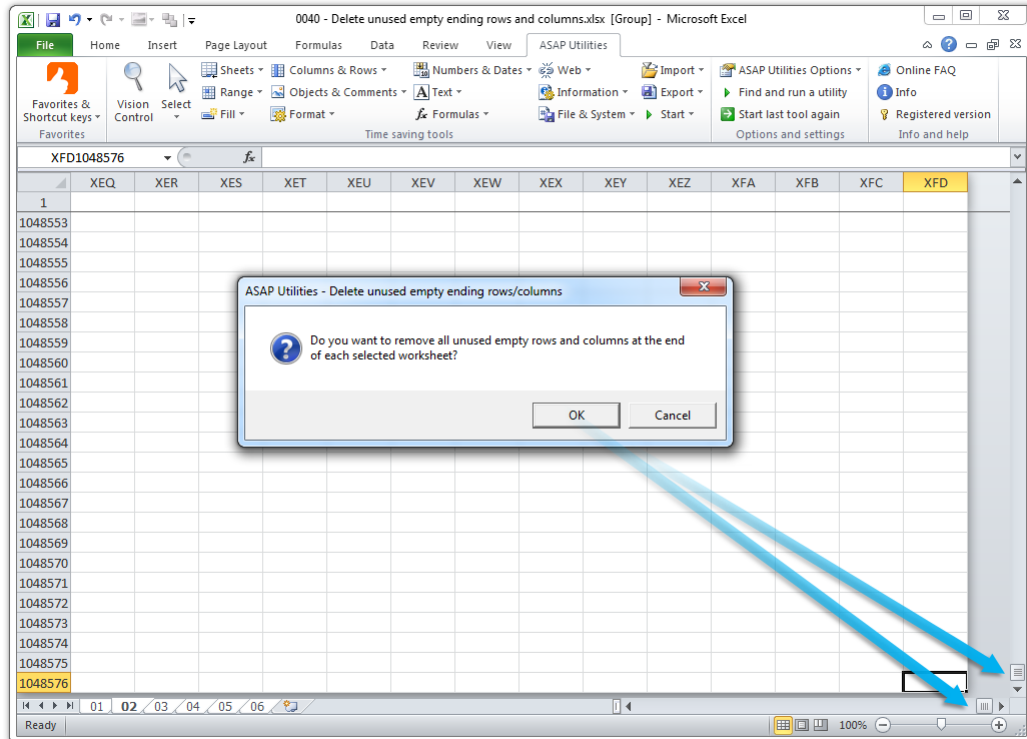 0040 - Delete unused empty ending rows and columns.xlsx [Group] - Microsoft Excel
File Home Insert Page Layout Formulas Data Review View ASAP Utilities
Sheets Columns & Rows Numbers & Dates Web Import ASAP Utilities Options Online FAQ
Range Objects & Comments Text Information Export Find and run a utility Info
Fill Format Formulas File & System Start Start last tool again Registered version
Favorites & Shortcut keys
Vision Control
Select
Favorites Time saving tools Options and settings Info and help
XFD1048576 fx
XEQ XER XES XET XEU XEV XEW XEX XEY XEZ XFA XFB XFC XFD
1
1048553
1048554
1048555
1048556
1048557
1048558
1048559
1048560
1048561
1048562
1048563
1048564
1048565
1048566
1048567
1048568
1048569
1048570
1048571
1048572
1048573
1048574
1048575
1048576
ASAP Utilities - Delete unused empty ending rows/columns
Do you want to remove all unused empty rows and columns at the end
of each selected worksheet?
OK Cancel
01 02 03 04 05 06
Ready 100%